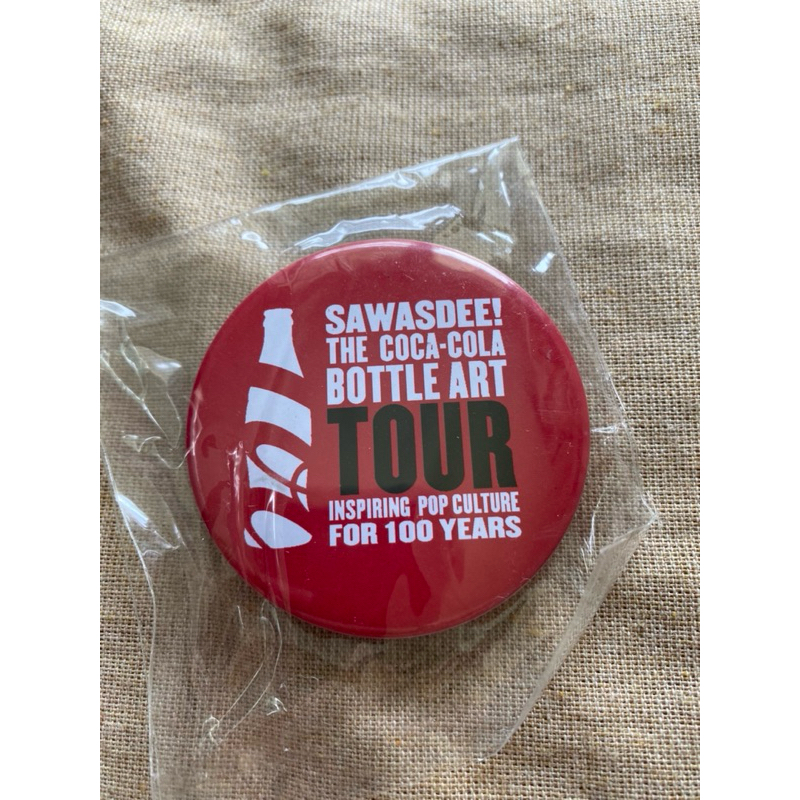 SAWASDEE!
THE COCA-COLA
BOTTLE ART
TOUR
INSPIRING POP CULTURE
FOR 100 YEARS